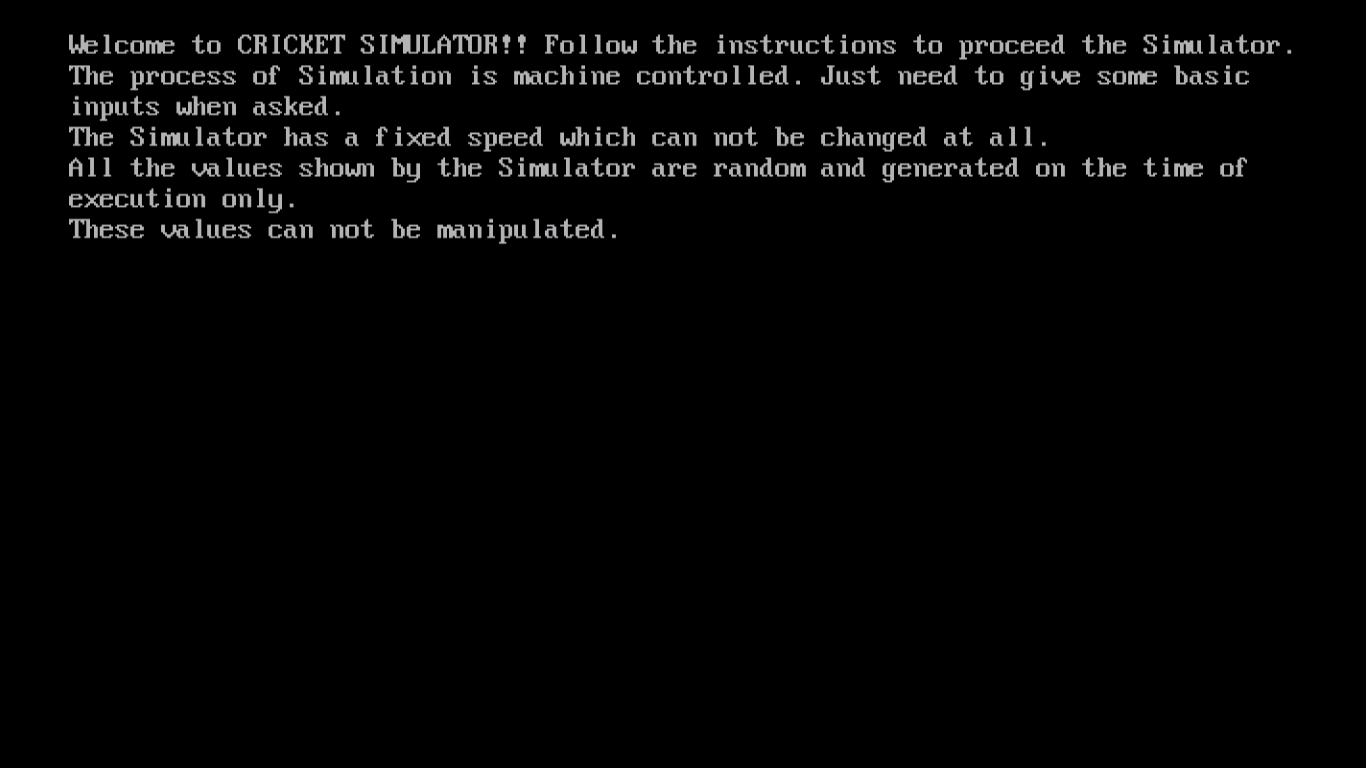 Welcome to CRICKET SIMULATOR!! Follow the instructions to proceed the Simulator.
The process of Simulation is machine controlled. Just need to give some basic
inputs when asked.
The Simulator has a fixed speed which can not be changed at all.
All the values shown by the Simulator are random and generated on the time of
execution only.
These values can not be manipulated.